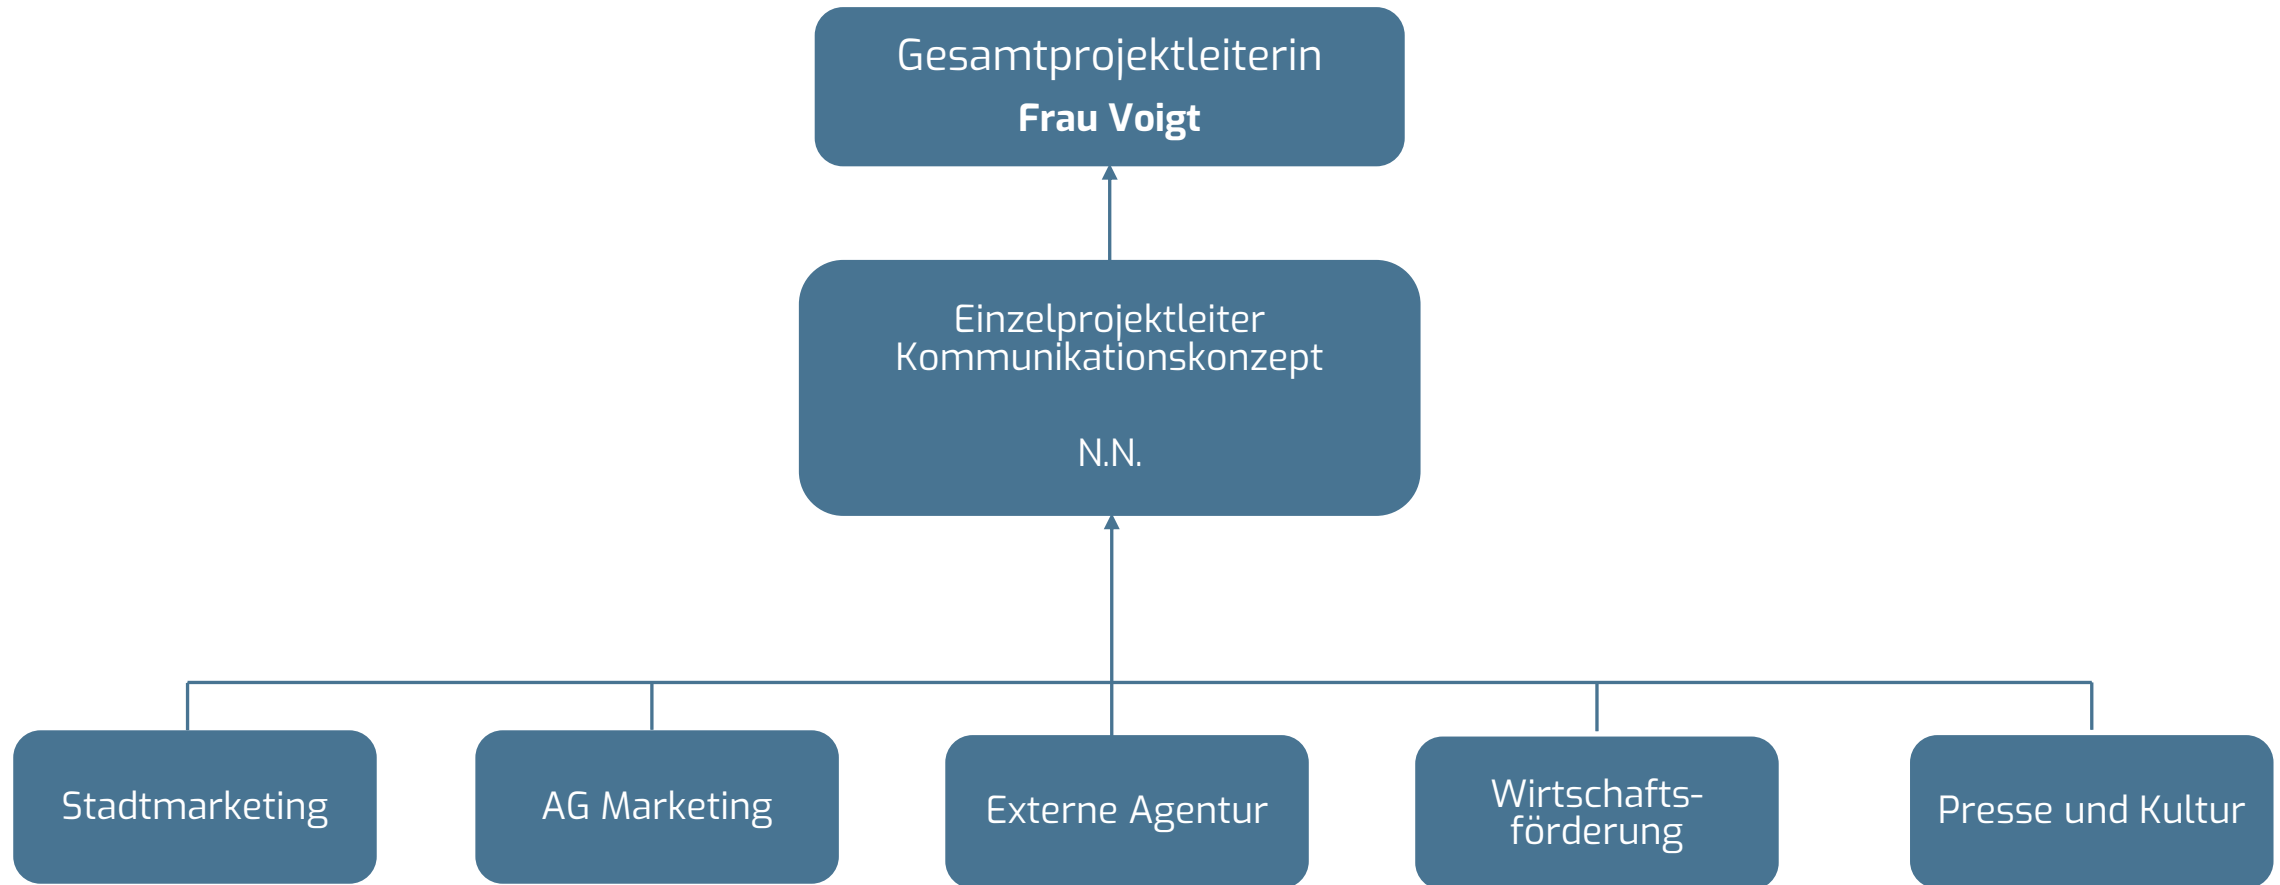 Gesamtprojektleiterin
Frau Voigt
Einzelprojektleiter
Kommunikationskonzept
N.N.
Stadtmarketing
AG Marketing
Externe Agentur
Wirtschafts-
förderung
Presse und Kultur